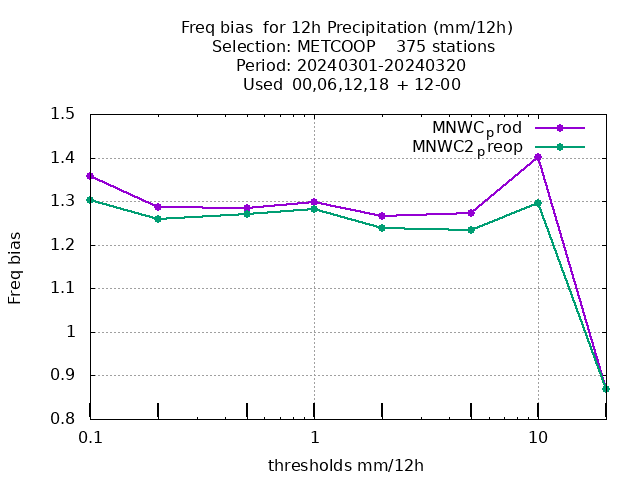 Freq bias  for 12h Precipitation (mm/12h)
Selection: METCOOP    375 stations
Period: 20240301-20240320
Used  00,06,12,18  + 12-00
MNWCprod
MNWC2preop
1.5
1.4
1.3
1.2
1.1
1
0.9
0.8
Freq bias
0.1
1
10
thresholds mm/12h